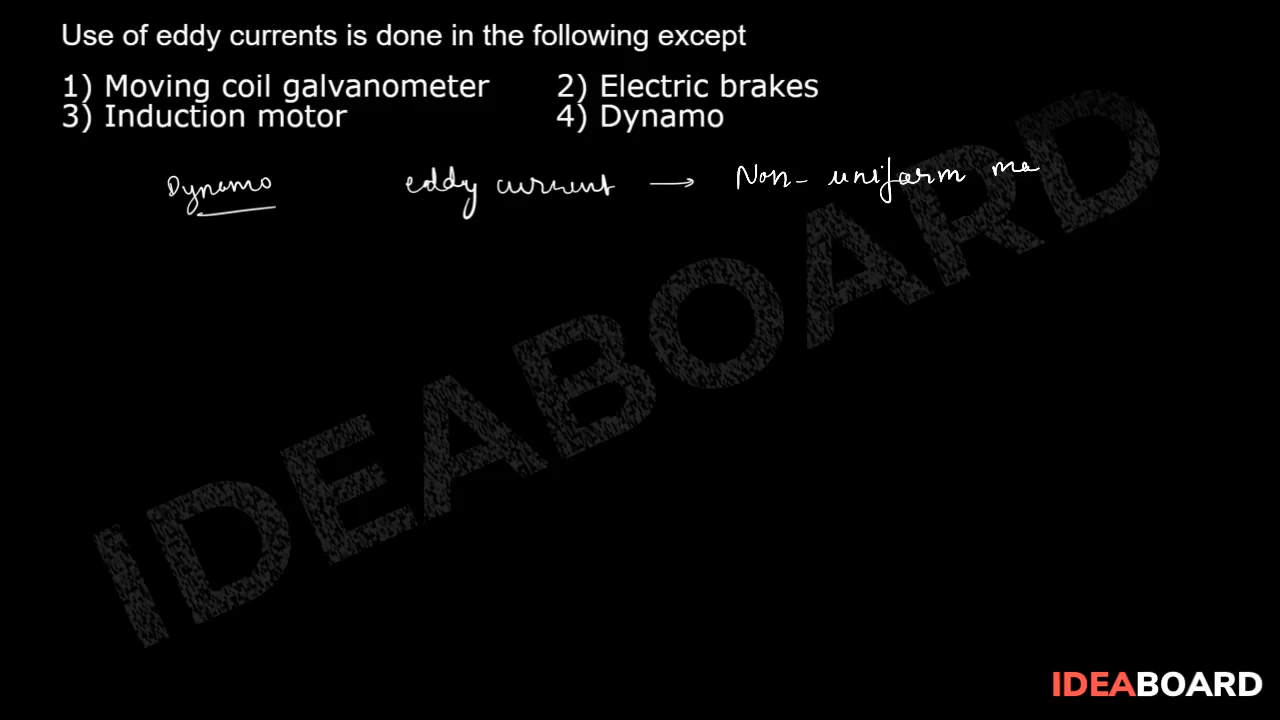 Use of eddy currents is done in the following except
1) Moving coil galvanometer 2) Electric brakes
3) Induction motor 4) Dynamo
Dynamo eddy current → Non-uniform ma
IDEABOARD
IDEABOARD